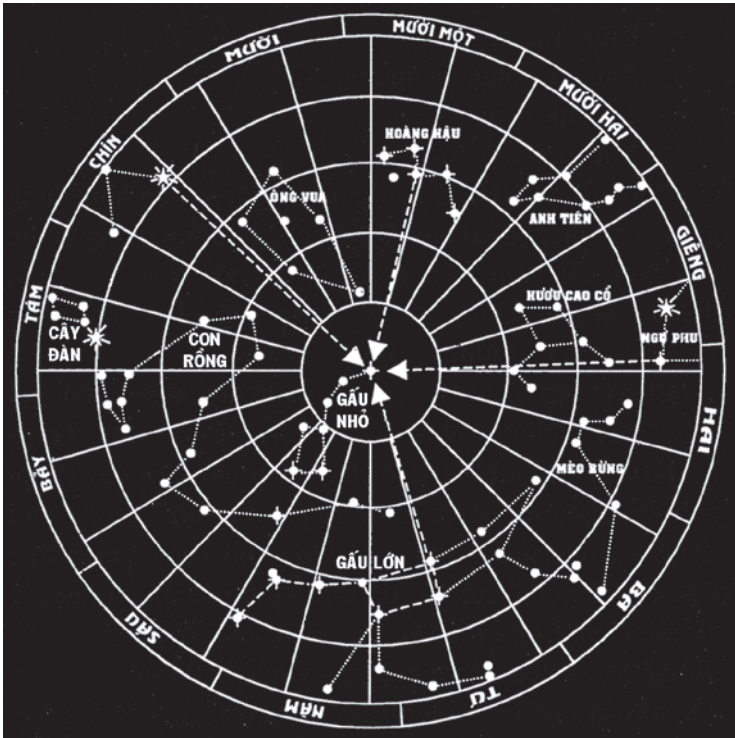 MƯỜI
MƯỜI MỘT
MƯỜI HAI
GIÊNG
HAI
BA
TƯ
NĂM
SÁU
BẢY
TÁM
CHÍN
HOÀNG HẬU
ÔNG VUA
ANH TIÊN
HƯƠU CAO CỔ
NGƯ PHU
CÂY
ĐÀN
CON
RỒNG
GẤU
NHỎ
MÈO RỪNG
GẤU LỚN